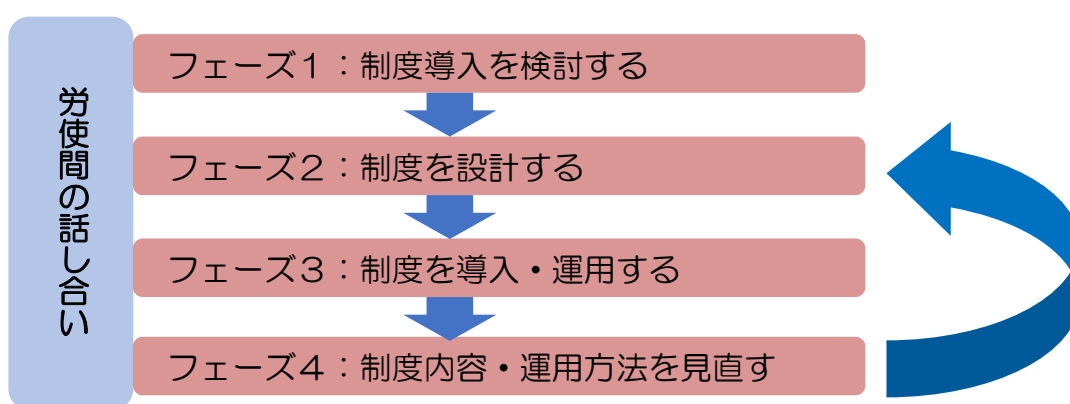 労使間の話し合い
フェーズ１：制度導入を検討する
フェーズ２：制度を設計する
フェーズ３：制度を導入・運用する
フェーズ４：制度内容・運用方法を見直す